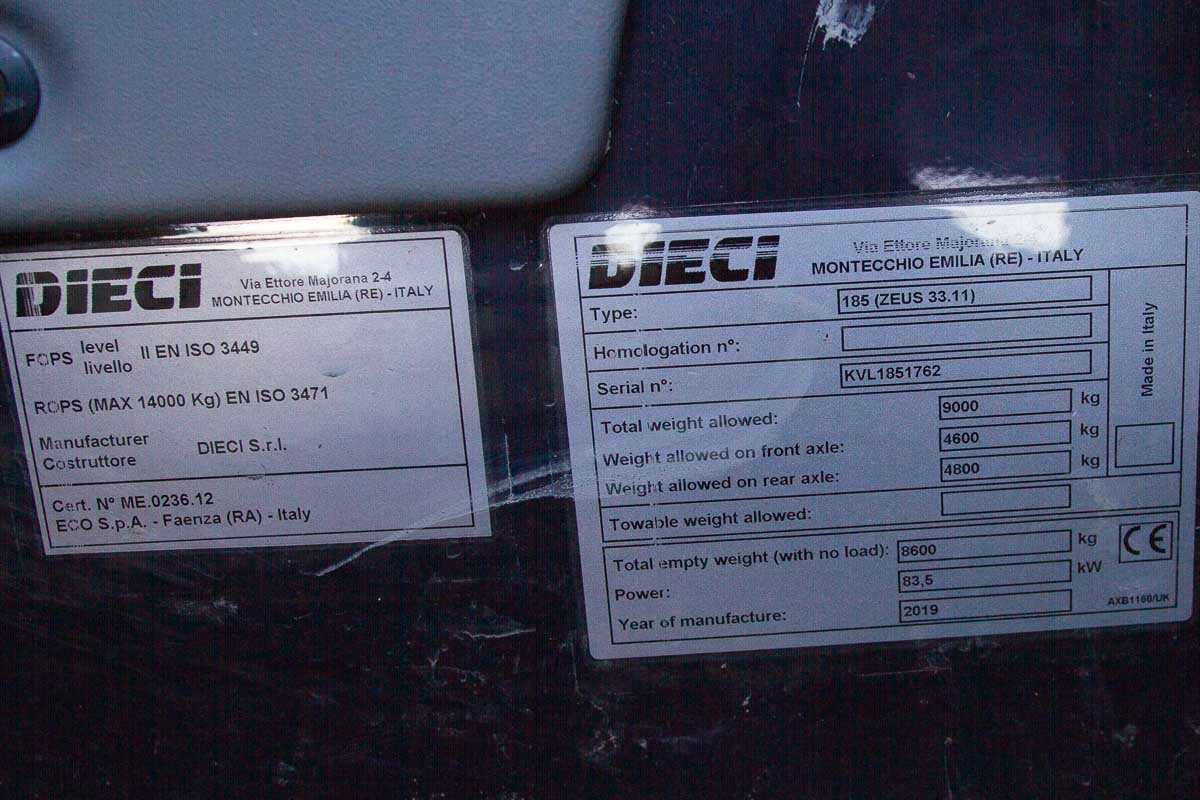 DIECI
Via Ettore Majorana 2-4
MONTECCHIO EMILIA (RE) - ITALY
FOPS level livello II EN ISO 3449
ROPS (MAX 14000 Kg) EN ISO 3471
Manufacturer
Costruttore
DIECI S.r.l.
Cert. N° ME.0236.12
ECO S.p.A. - Faenza (RA) - Italy
DIECI
Via Ettore Majorana
MONTECCHIO EMILIA (RE) - ITALY
Type: 185 (ZEUS 33.11)
Homologation n°:
Serial n°: KVL1851762
Total weight allowed: 9000 kg
Weight allowed on front axle: 4600 kg
Weight allowed on rear axle: 4800 kg
Towable weight allowed:
Made in Italy
Total empty weight (with no load): 8600 kg
Power: 83,5 kW
Year of manufacture: 2019
CE
AXB1160/UK